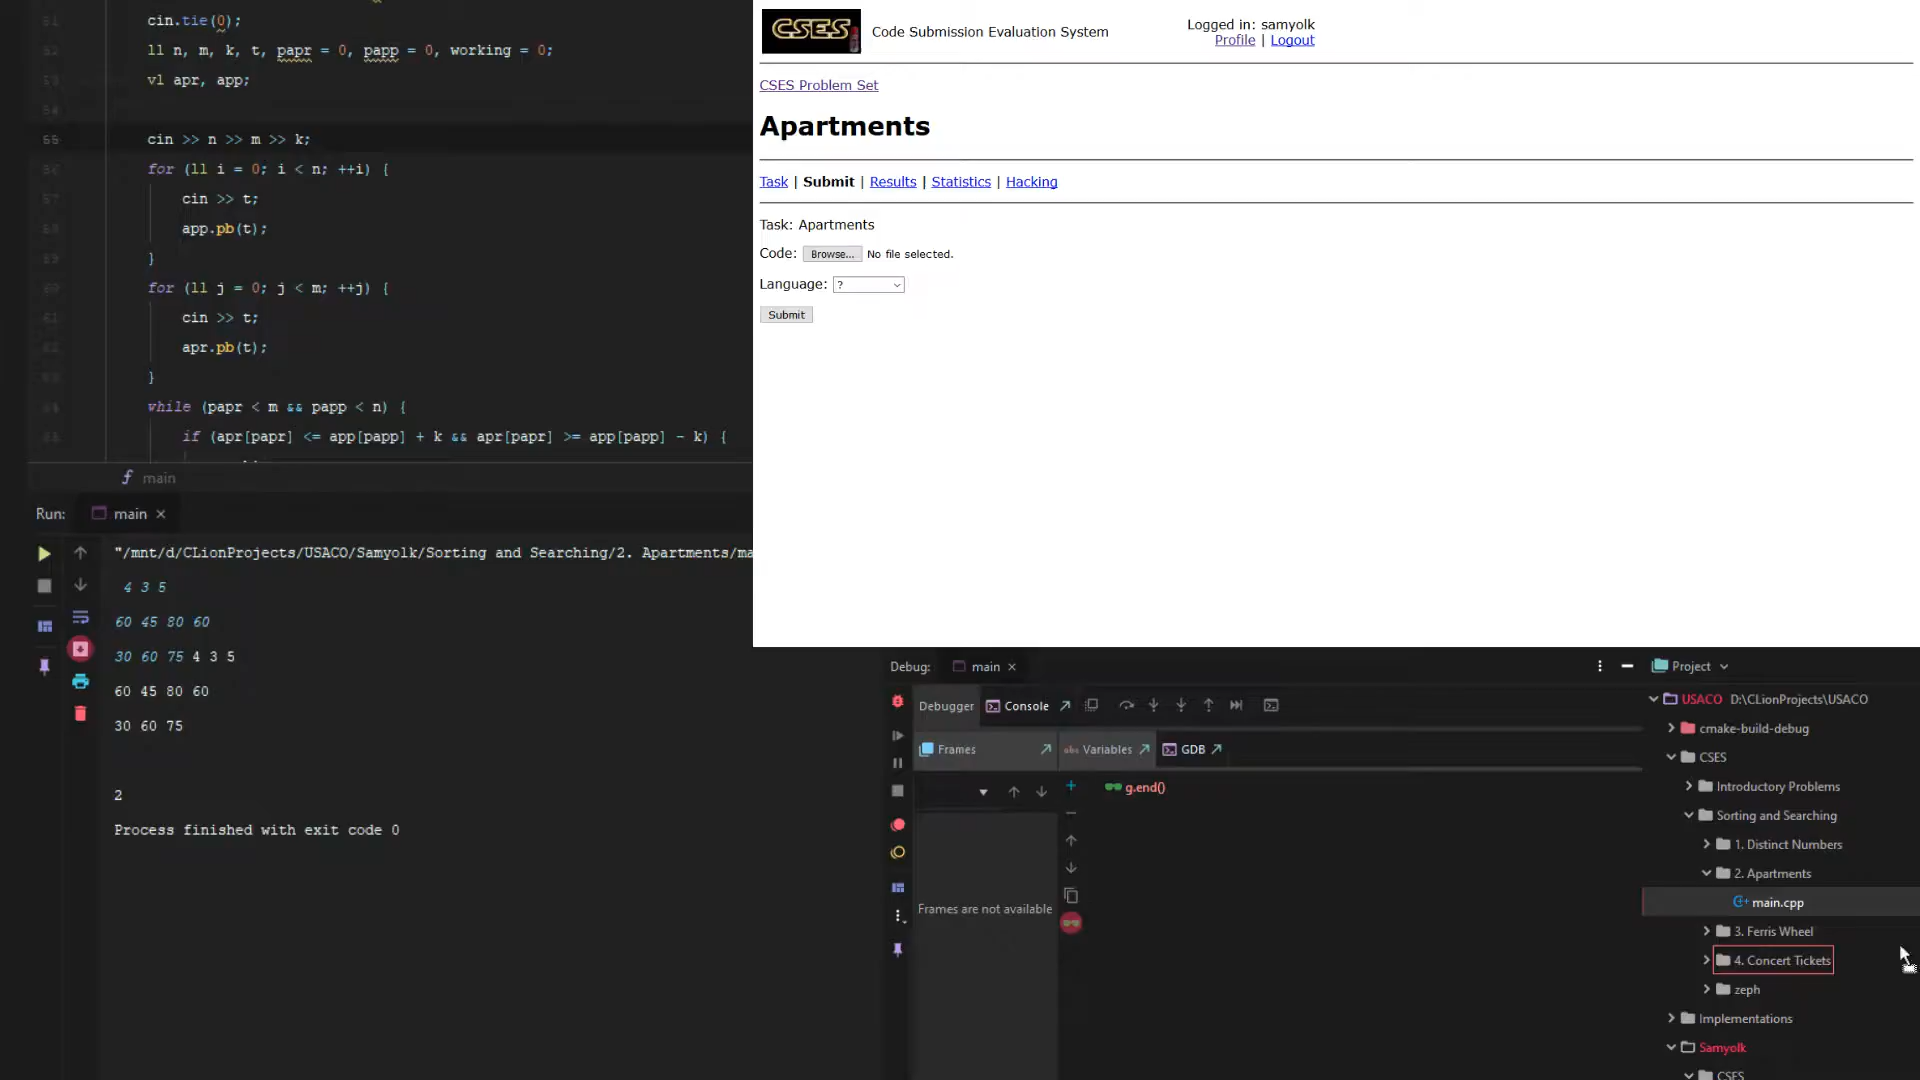 cin.tie(0);
ll n, m, k, t, papr = 0, papp = 0, working = 0;
vl apr, app;
cin >> n >> m >> k;
for (ll i = 0; i < n; ++i) {
cin >> t;
app.pb(t);
}
for (ll j = 0; j < m; ++j) {
cin >> t;
apr.pb(t);
}
while (papr < m && papp < n) {
if (apr[papr] <= app[papp] + k && apr[papr] >= app[papp] - k) {
main
Run: main
"/mnt/d/CLionProjects/USACO/Samyolk/Sorting and Searching/2. Apartments/ma
4 3 5
60 45 80 60
30 60 75 4 3 5
60 45 80 60
30 60 75
2
Process finished with exit code 0
CSES Code Submission Evaluation System
Logged in: samyolk
Profile | Logout
CSES Problem Set
Apartments
Task | Submit | Results | Statistics | Hacking
Task: Apartments
Code: Browse... No file selected.
Language: ?
Submit
Debug: main
Debugger Console
Frames Variables GDB
g.end()
Frames are not available
Project
USACO D:\CLionProjects\USACO
cmake-build-debug
CSES
Introductory Problems
Sorting and Searching
1. Distinct Numbers
2. Apartments
main.cpp
3. Ferris Wheel
4. Concert Tickets
zeph
Implementations
Samyolk
CSES